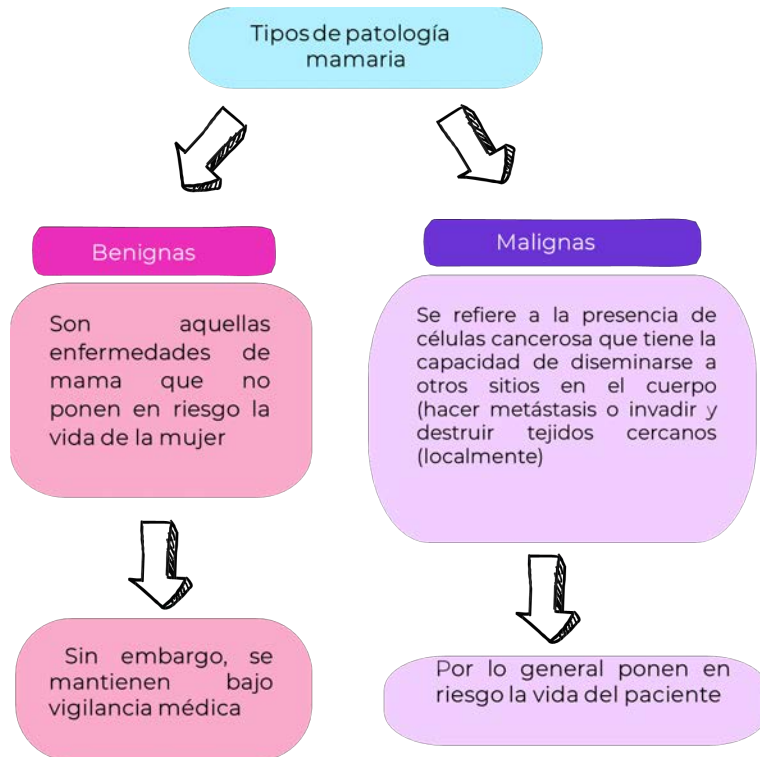 Tipos de patología
mamaria
Benignas
Son aquellas
enfermedades de
mama que no
ponen en riesgo la
vida de la mujer
Sin embargo, se
mantienen bajo
vigilancia médica
Malignas
Se refiere a la presencia de
células cancerosa que tiene la
capacidad de diseminarse a
otros sitios en el cuerpo
(hacer metástasis o invadir y
destruir tejidos cercanos
(localmente)
Por lo general ponen en
riesgo la vida del paciente